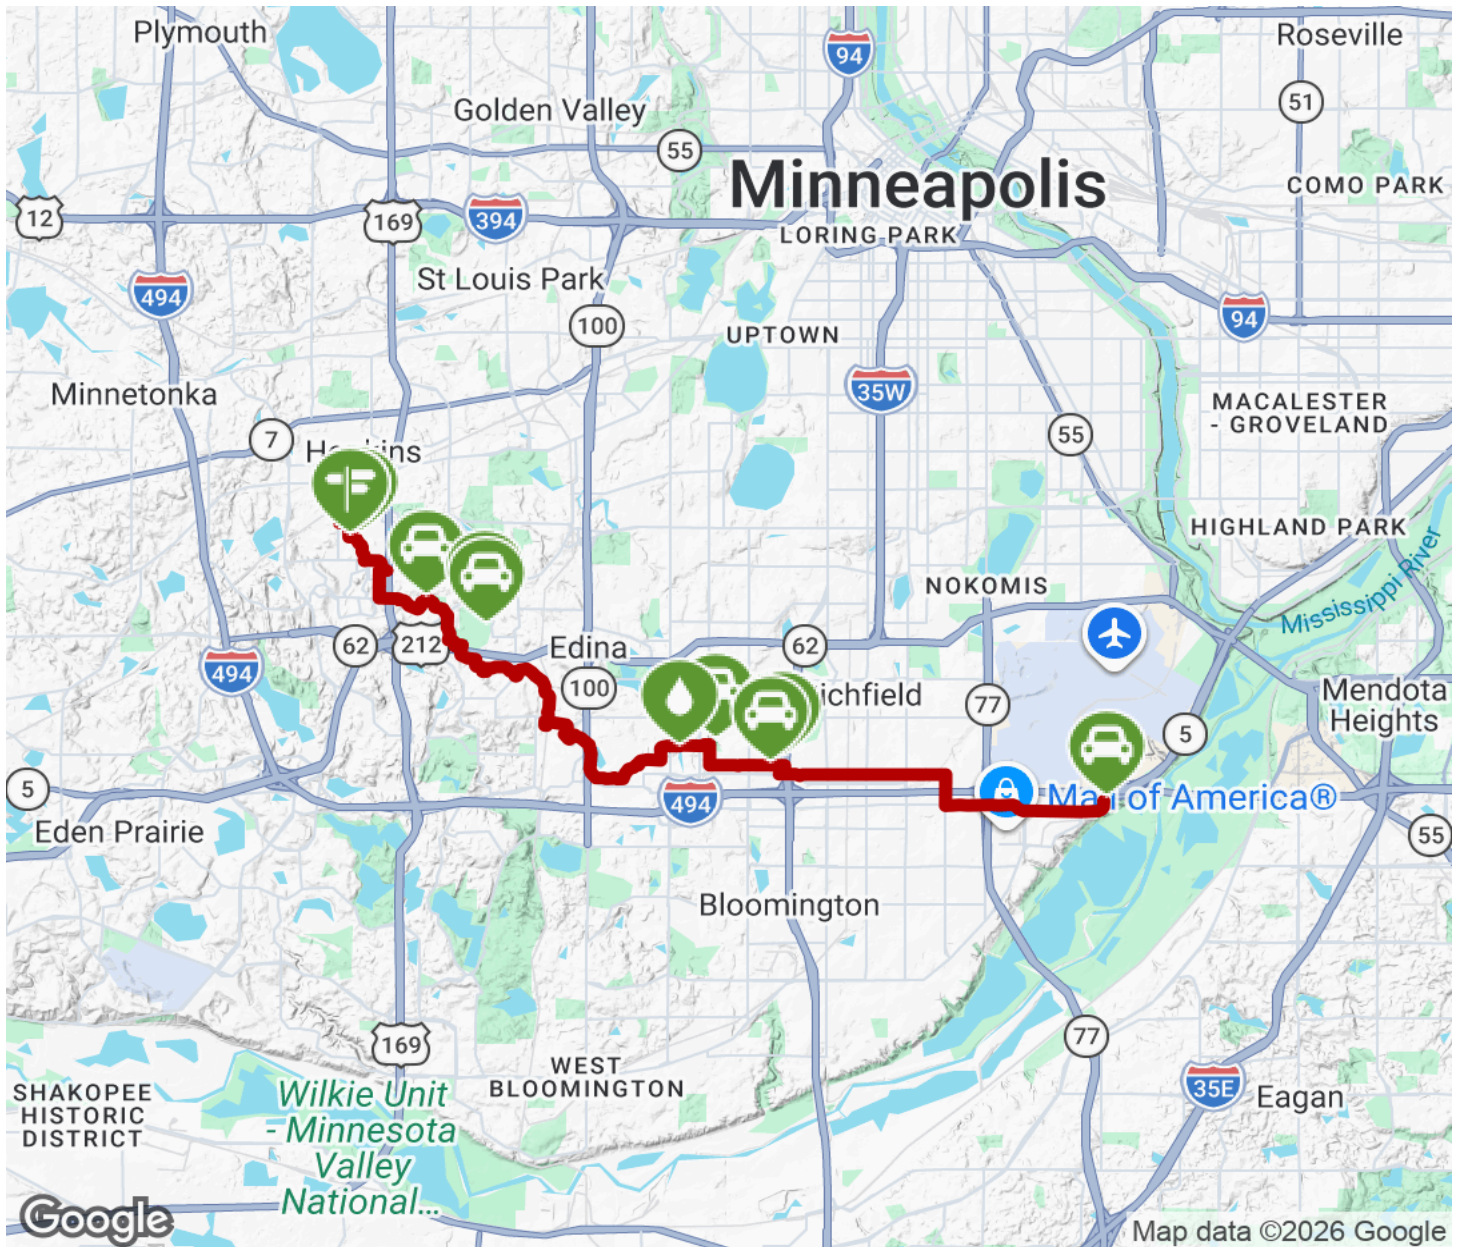 Plymouth
Roseville
94
51
Golden Valley
55
Minneapolis
COMO PARK
12
169
394
LORING PARK
494
St Louis Park
100
94
UPTOWN
35W
Minnetonka
MACALESTER
- GROVELAND
7
55
HIGHLAND PARK
Mississippi River
NOKOMIS
62
212
Edina
62
494
100
ichfield
77
Mendota
Heights
5
5
494
Mall of America®
Eden Prairie
55
Bloomington
169
77
WEST
BLOOMINGTON
35E
Eagan
SHAKOPEE
HISTORIC
DISTRICT
Wilkie Unit
- Minnesota
Valley
National...
Google
Map data ©2026 Google